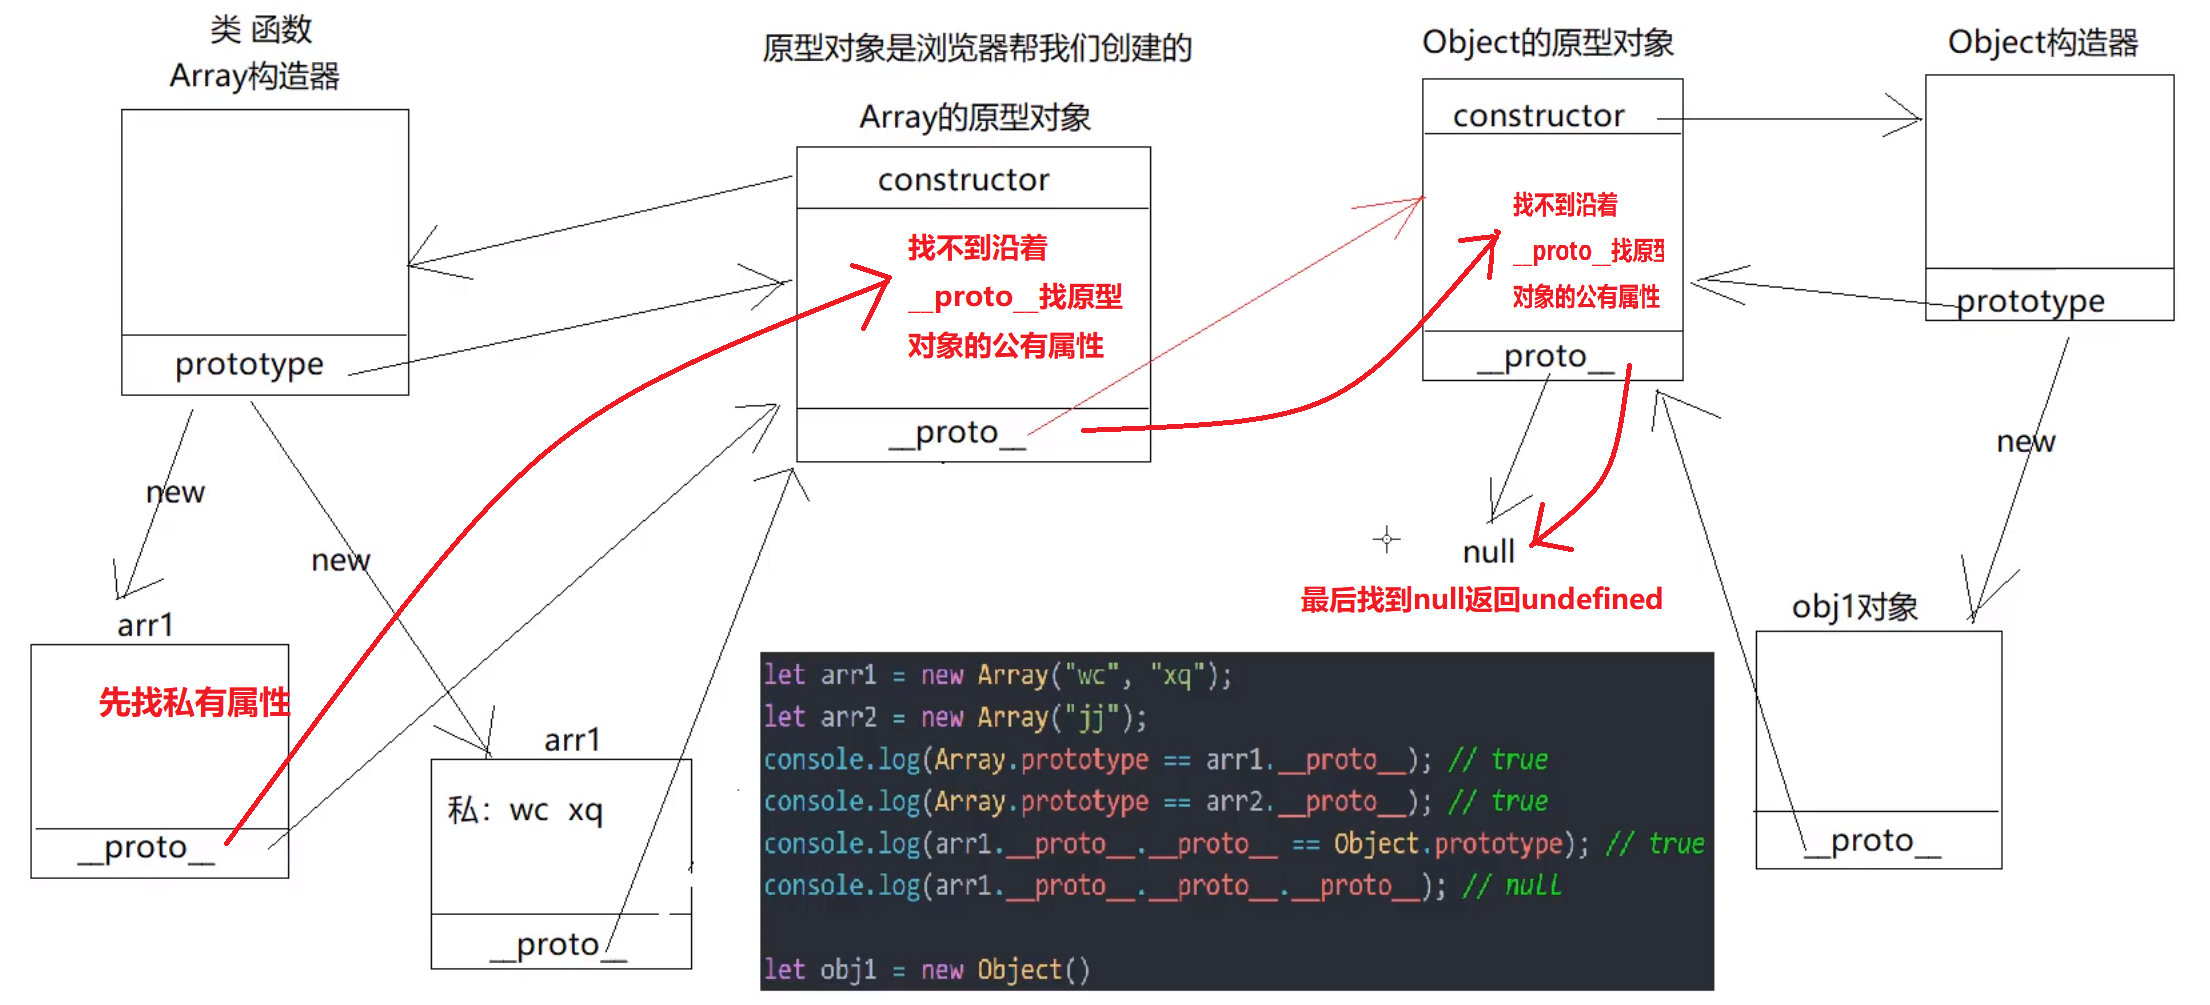 类 函数
Array构造器
prototype
new
new
arr1
先找私有属性
__proto__
arr1
私：wc xq
__proto__
原型对象是浏览器帮我们创建的
Array的原型对象
constructor
找不到沿着
__proto__找原型
对象的公有属性
__proto__
Object的原型对象
constructor
找不到沿着
__proto__找原型
对象的公有属性
__proto__
null
最后找到null返回undefined
Object构造器
prototype
new
obj1对象
__proto__
let arr1 = new Array("wc", "xq");
let arr2 = new Array("jj");
console.log(Array.prototype == arr1.__proto__); // true
console.log(Array.prototype == arr2.__proto__); // true
console.log(arr1.__proto__.__proto__ == Object.prototype); // true
console.log(arr1.__proto__.__proto__.__proto__); // null
let obj1 = new Object()